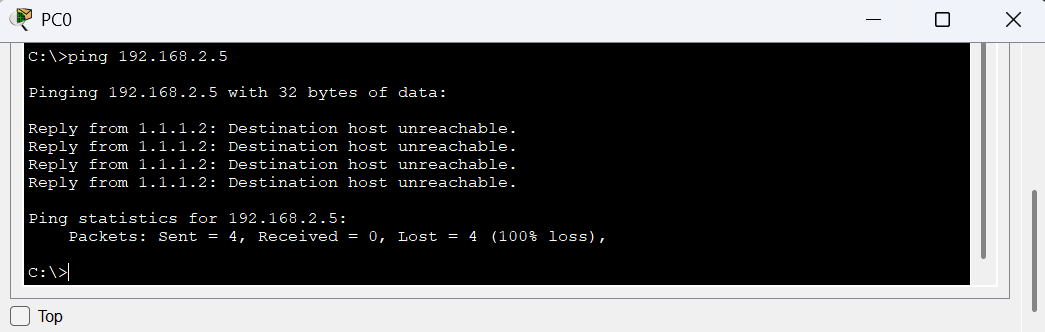 PC0
C:\>ping 192.168.2.5
Pinging 192.168.2.5 with 32 bytes of data:
Reply from 1.1.1.2: Destination host unreachable.
Reply from 1.1.1.2: Destination host unreachable.
Reply from 1.1.1.2: Destination host unreachable.
Reply from 1.1.1.2: Destination host unreachable.
Ping statistics for 192.168.2.5:
    Packets: Sent = 4, Received = 0, Lost = 4 (100% loss),
C:\>
Top